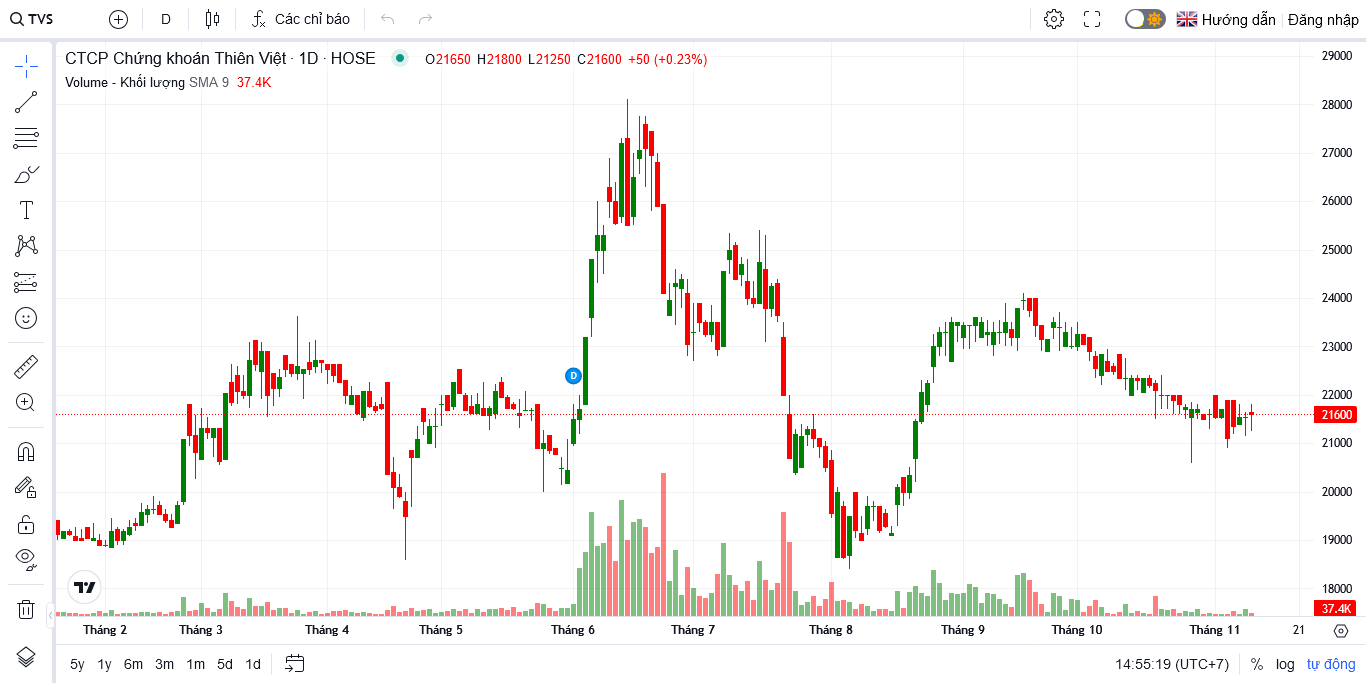 TVS D Các chỉ báo Hướng dẫn Đăng nhập
CTCP Chứng khoán Thiên Việt · 1D · HOSE O21650 H21800 L21250 C21600 +50 (+0.23%)
Volume - Khối lượng SMA 9 37.4K
29000
28000
27000
26000
25000
24000
23000
22000
21600
21000
20000
19000
18000
37.4K
D
Tháng 2 Tháng 3 Tháng 4 Tháng 5 Tháng 6 Tháng 7 Tháng 8 Tháng 9 Tháng 10 Tháng 11 21
5y 1y 6m 3m 1m 5d 1d 14:55:19 (UTC+7) % log tự động